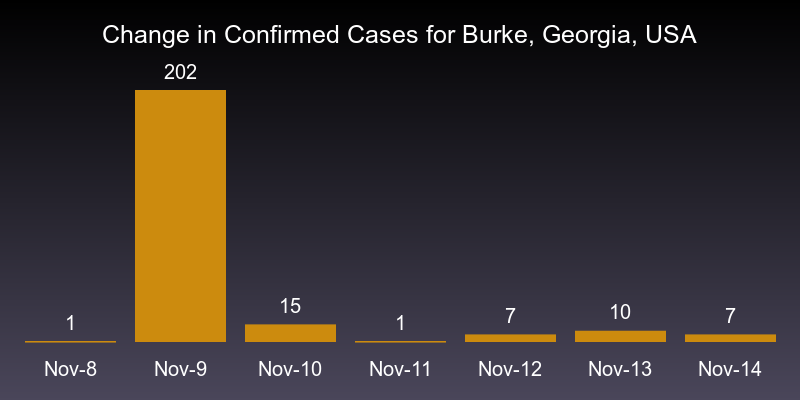 Change in Confirmed Cases for Burke, Georgia, USA
202
15
10
7
7
1
1
Nov-8
Nov-9
Nov-10
Nov-11
Nov-12
Nov-13
Nov-14